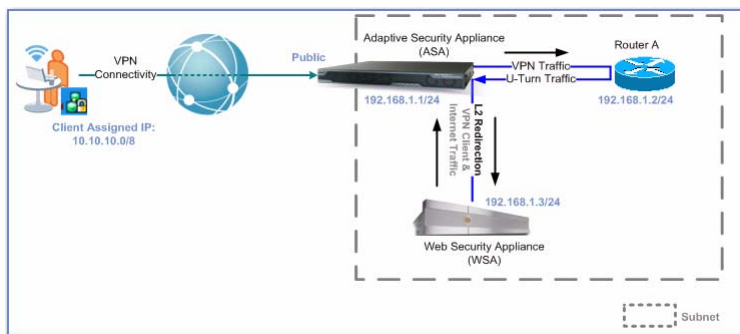 VPN
Connectivity
Client Assigned IP:
10.10.10.0/8
Public
Adaptive Security Appliance
(ASA)
192.168.1.1/24
VPN Traffic
U-Turn Traffic
Router A
192.168.1.2/24
L2 Redirection
VPN Client &
Internet Traffic
192.168.1.3/24
Web Security Appliance
(WSA)
Subnet